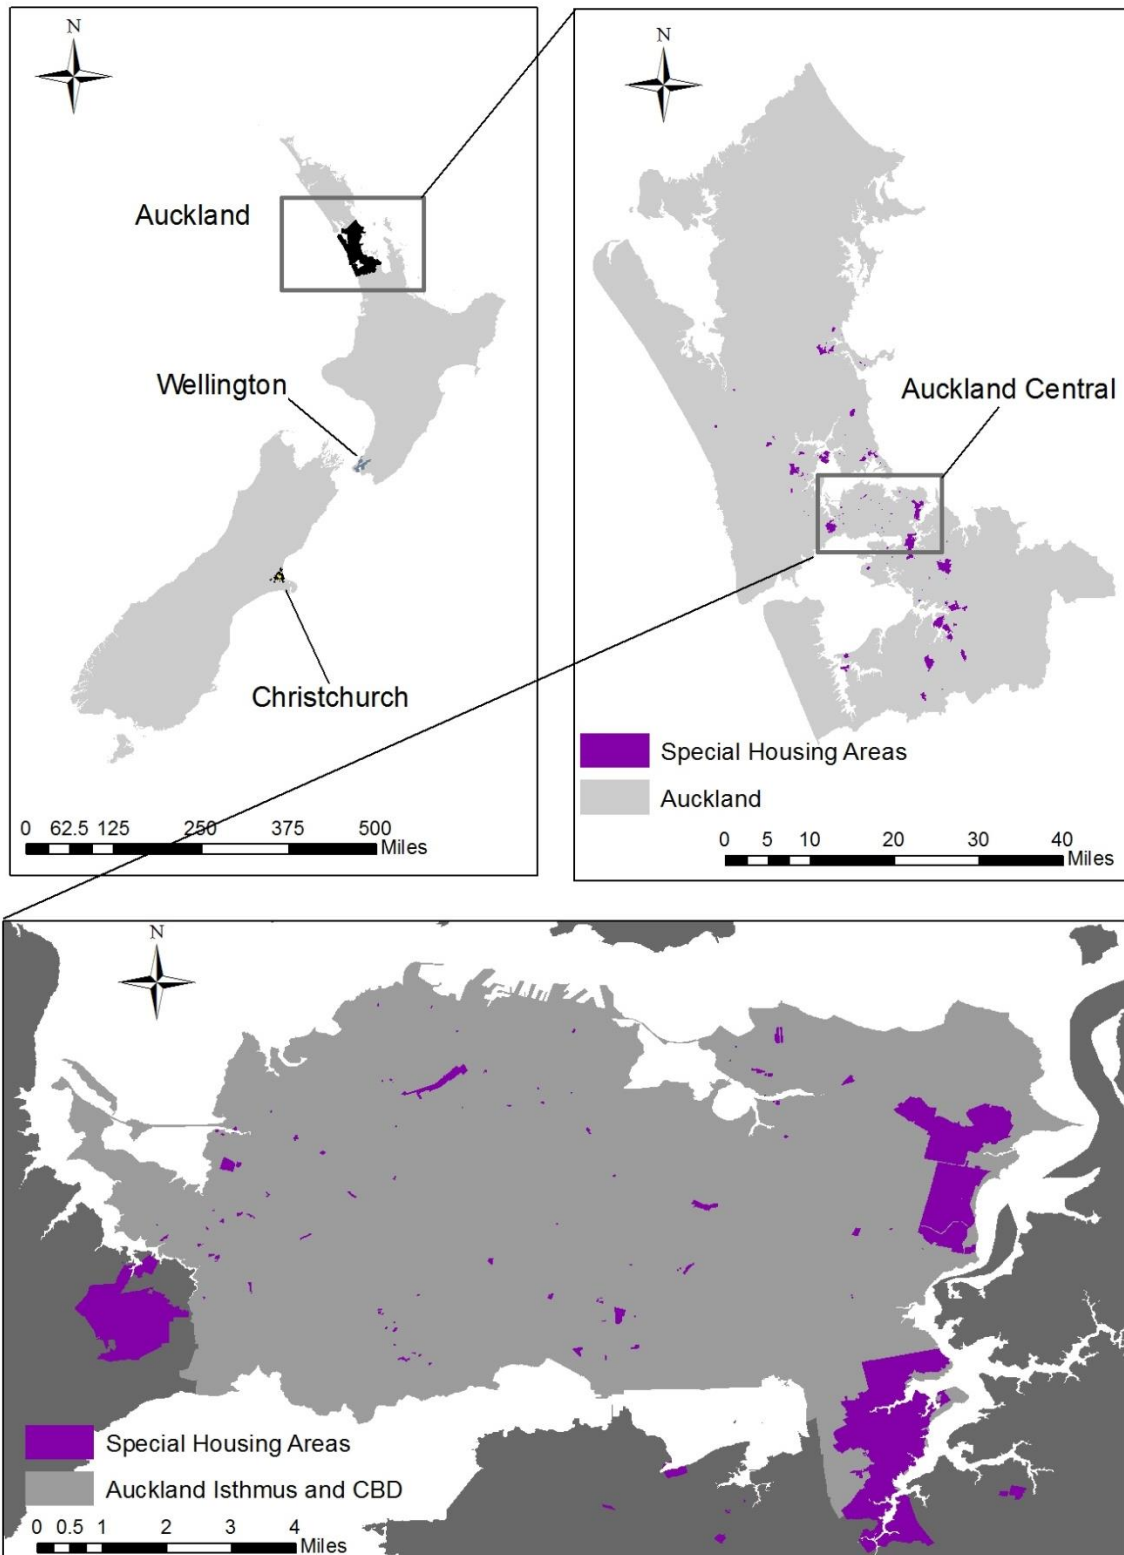 N
Auckland
Wellington
Christchurch
0 62.5 125 250 375 500
Miles
N
Auckland Central
Special Housing Areas
Auckland
0 5 10 20 30 40
Miles
N
Special Housing Areas
Auckland Isthmus and CBD
0 0.5 1 2 3 4
Miles